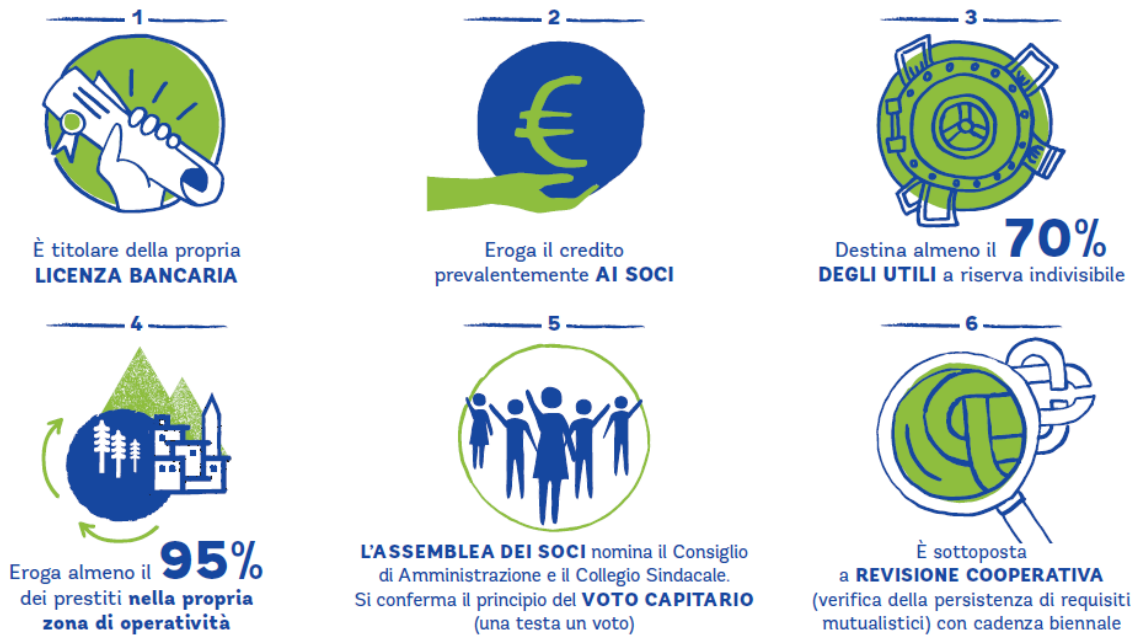 1
È titolare della propria
LICENZA BANCARIA
2
Eroga il credito
prevalentemente AI SOCI
3
Destina almeno il 70%
DEGLI UTILI a riserva indivisibile
4
Eroga almeno il 95%
dei prestiti nella propria
zona di operatività
5
L'ASSEMBLEA DEI SOCI nomina il Consiglio
di Amministrazione e il Collegio Sindacale.
Si conferma il principio del VOTO CAPITARIO
(una testa un voto)
6
È sottoposta
a REVISIONE COOPERATIVA
(verifica della persistenza di requisiti
mutualistici) con cadenza biennale